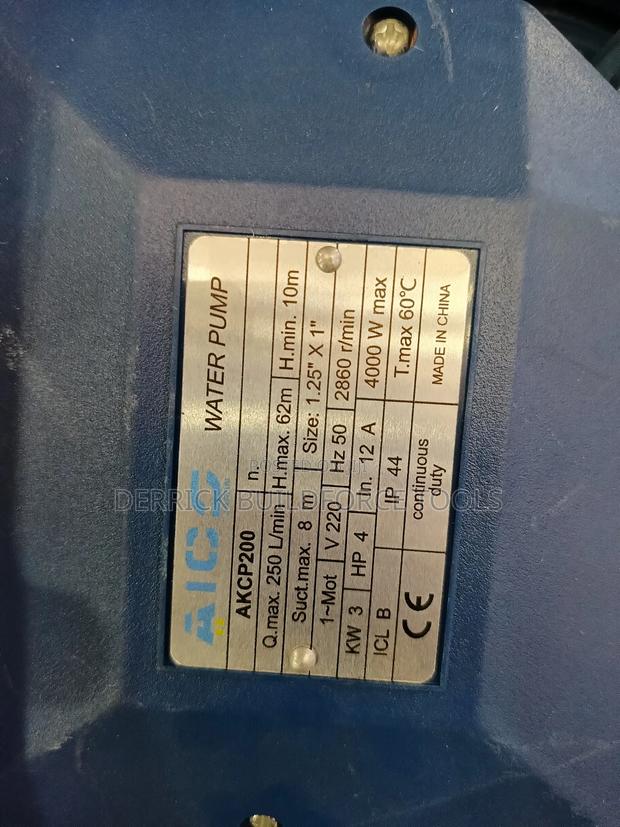 WATER PUMP
AKCP200 n.
Q.max. 250 L/min H.max. 62m H.min. 10m
Suct.max. 8 m Size: 1.25" X 1"
1~Mot V 220 Hz 50 2860 r/min
KW 3 HP 4 In. 12 A 4000 W max
ICL B IP 44 T.max 60°C
CE continuous duty MADE IN CHINA
DERRICK BUILDFORCE TOOLS